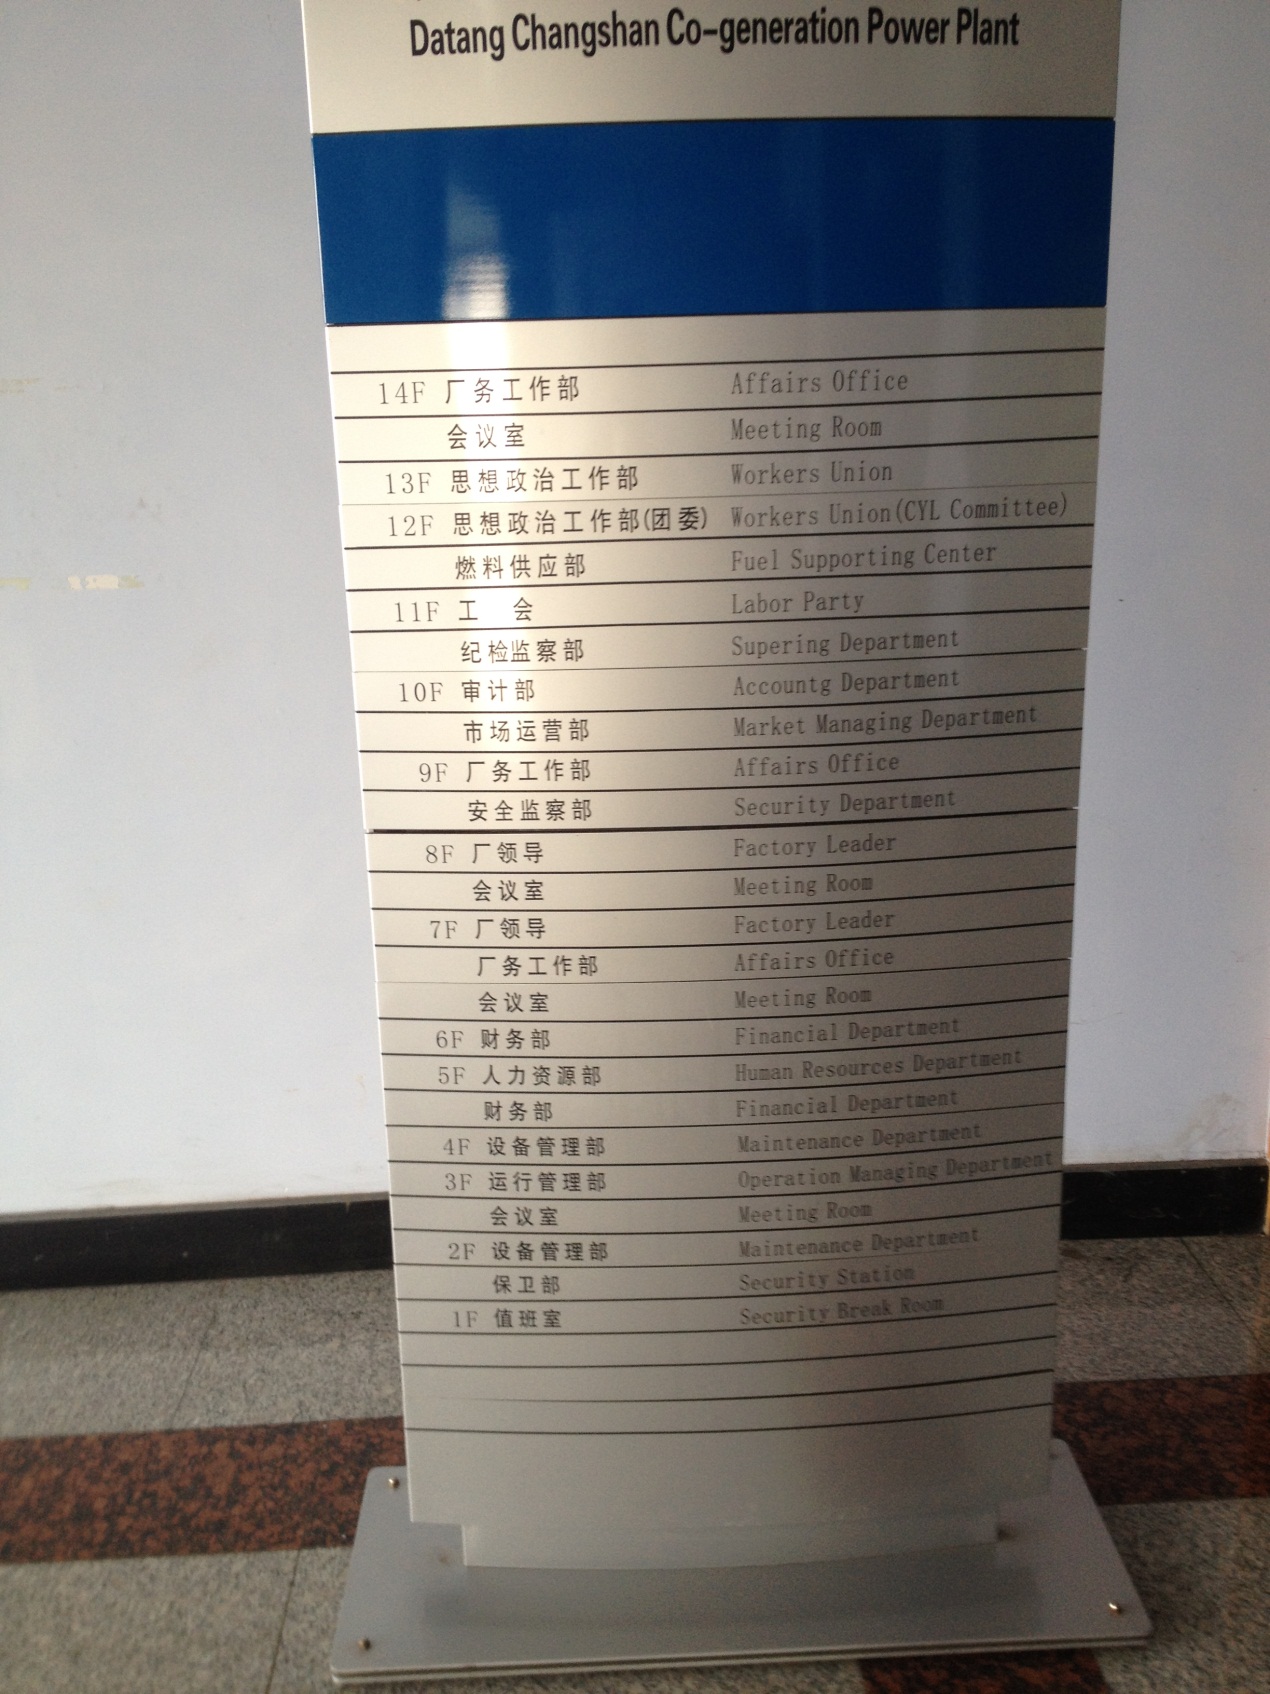 Datang Changshan Co-generation Power Plant
14F 厂务工作部 Affairs Office
会议室 Meeting Room
13F 思想政治工作部 Workers Union
12F 思想政治工作部(团委) Workers Union(CYL Committee)
燃料供应部 Fuel Supporting Center
11F 工 会 Labor Party
纪检监察部 Supering Department
10F 审计部 Accountg Department
市场运营部 Market Managing Department
9F 厂务工作部 Affairs Office
安全监察部 Security Department
8F 厂领导 Factory Leader
会议室 Meeting Room
7F 厂领导 Factory Leader
厂务工作部 Affairs Office
会议室 Meeting Room
6F 财务部 Financial Department
5F 人力资源部 Human Resources Department
财务部 Financial Department
4F 设备管理部 Maintenance Department
3F 运行管理部 Operation Managing Department
会议室 Meeting Room
2F 设备管理部 Maintenance Department
保卫部 Security Station
1F 值班室 Security Break Room